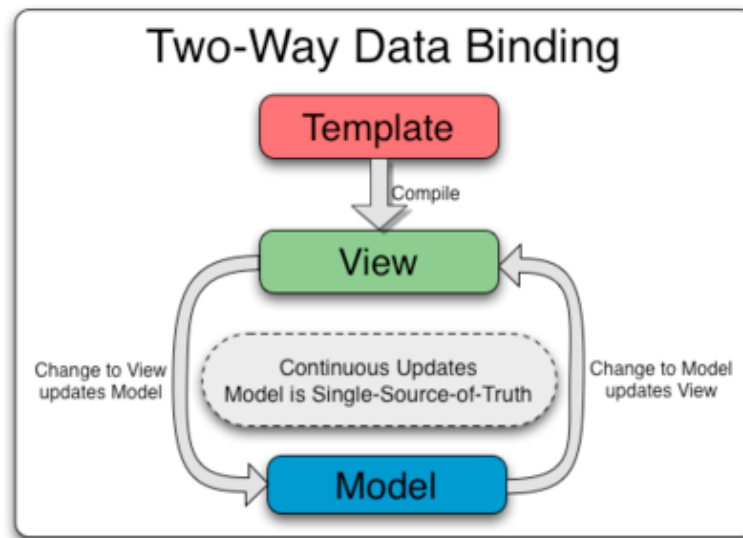 Two-Way Data Binding
Template
Compile
View
Change to View
updates Model
Continuous Updates
Model is Single-Source-of-Truth
Change to Model
updates View
Model